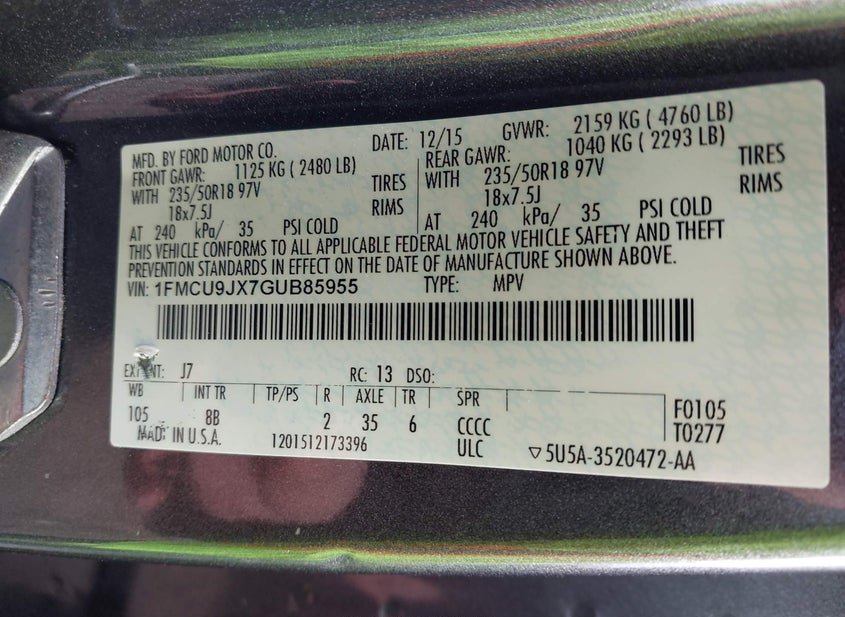 MFD. BY FORD MOTOR CO. DATE: 12/15 GVWR: 2159 KG ( 4760 LB)
FRONT GAWR: 1125 KG ( 2480 LB) REAR GAWR: 1040 KG ( 2293 LB)
WITH 235/50R18 97V TIRES WITH 235/50R18 97V TIRES
18x7.5J RIMS 18x7.5J RIMS
AT 240 kPa/ 35 PSI COLD AT 240 kPa/ 35 PSI COLD
THIS VEHICLE CONFORMS TO ALL APPLICABLE FEDERAL MOTOR VEHICLE SAFETY AND THEFT
PREVENTION STANDARDS IN EFFECT ON THE DATE OF MANUFACTURE SHOWN ABOVE.
VIN: 1FMCU9JX7GUB85955 TYPE: MPV
EXT PNT: J7 RC: 13 DSO:
WB INT TR TP/PS R AXLE TR SPR
105 8B 2 35 6 CCCC F0105
MADE IN U.S.A. 1201512173396 ULC T0277
▽5U5A-3520472-AA